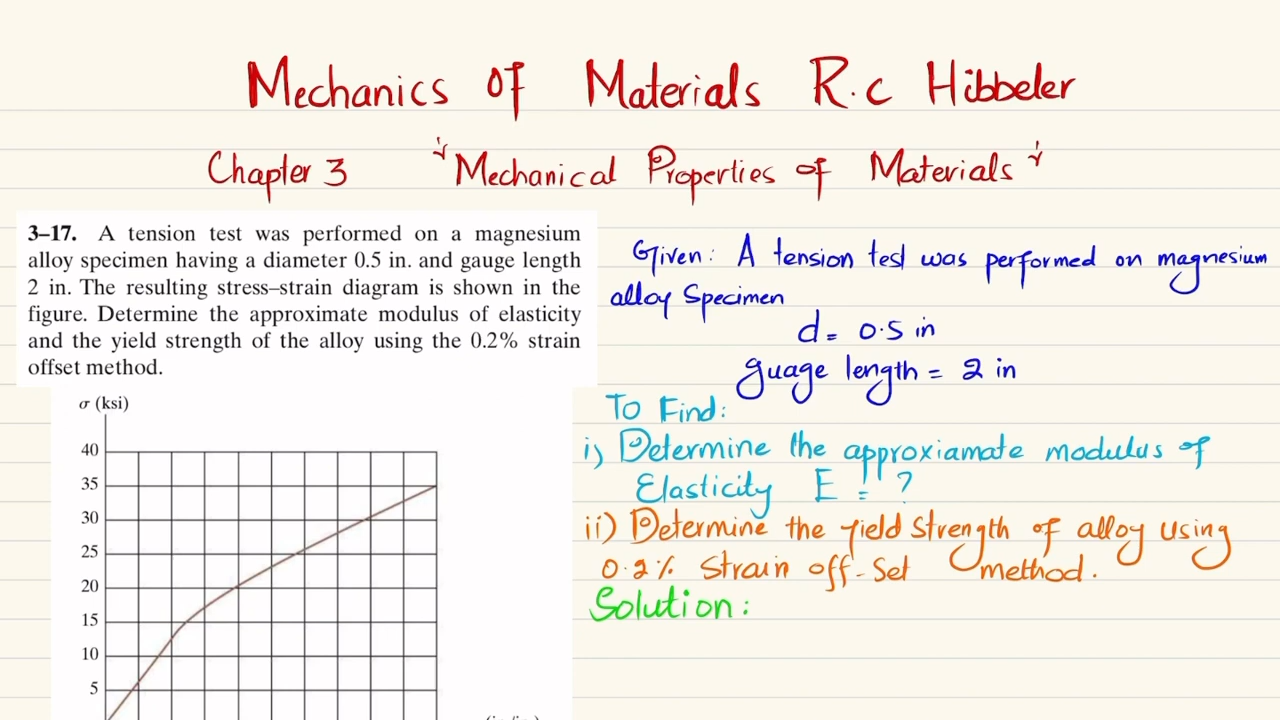 Mechanics of Materials R.c Hibbeler
Chapter 3 "Mechanical Properties of Materials"
3–17. A tension test was performed on a magnesium
alloy specimen having a diameter 0.5 in. and gauge length
2 in. The resulting stress–strain diagram is shown in the
figure. Determine the approximate modulus of elasticity
and the yield strength of the alloy using the 0.2% strain
offset method.
σ (ksi)
40
35
30
25
20
15
10
5
Given: A tension test was performed on magnesium
alloy Specimen
d= 0.5 in
guage length = 2 in
To Find:
i) Determine the approxiamate modulus of
Elasticity E = ?
ii) Determine the yield Strength of alloy using
0.2% Strain off-Set method.
Solution: